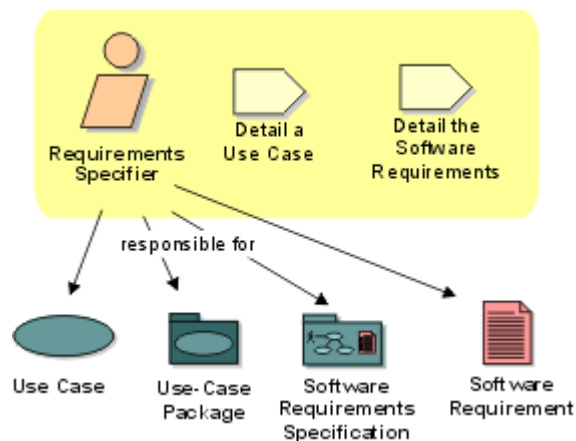 Requirements
Specifier
Detail a
Use Case
Detail the
Software
Requirements
responsible for
Use Case
Use-Case
Package
Software
Requirements
Specification
Software
Requirement